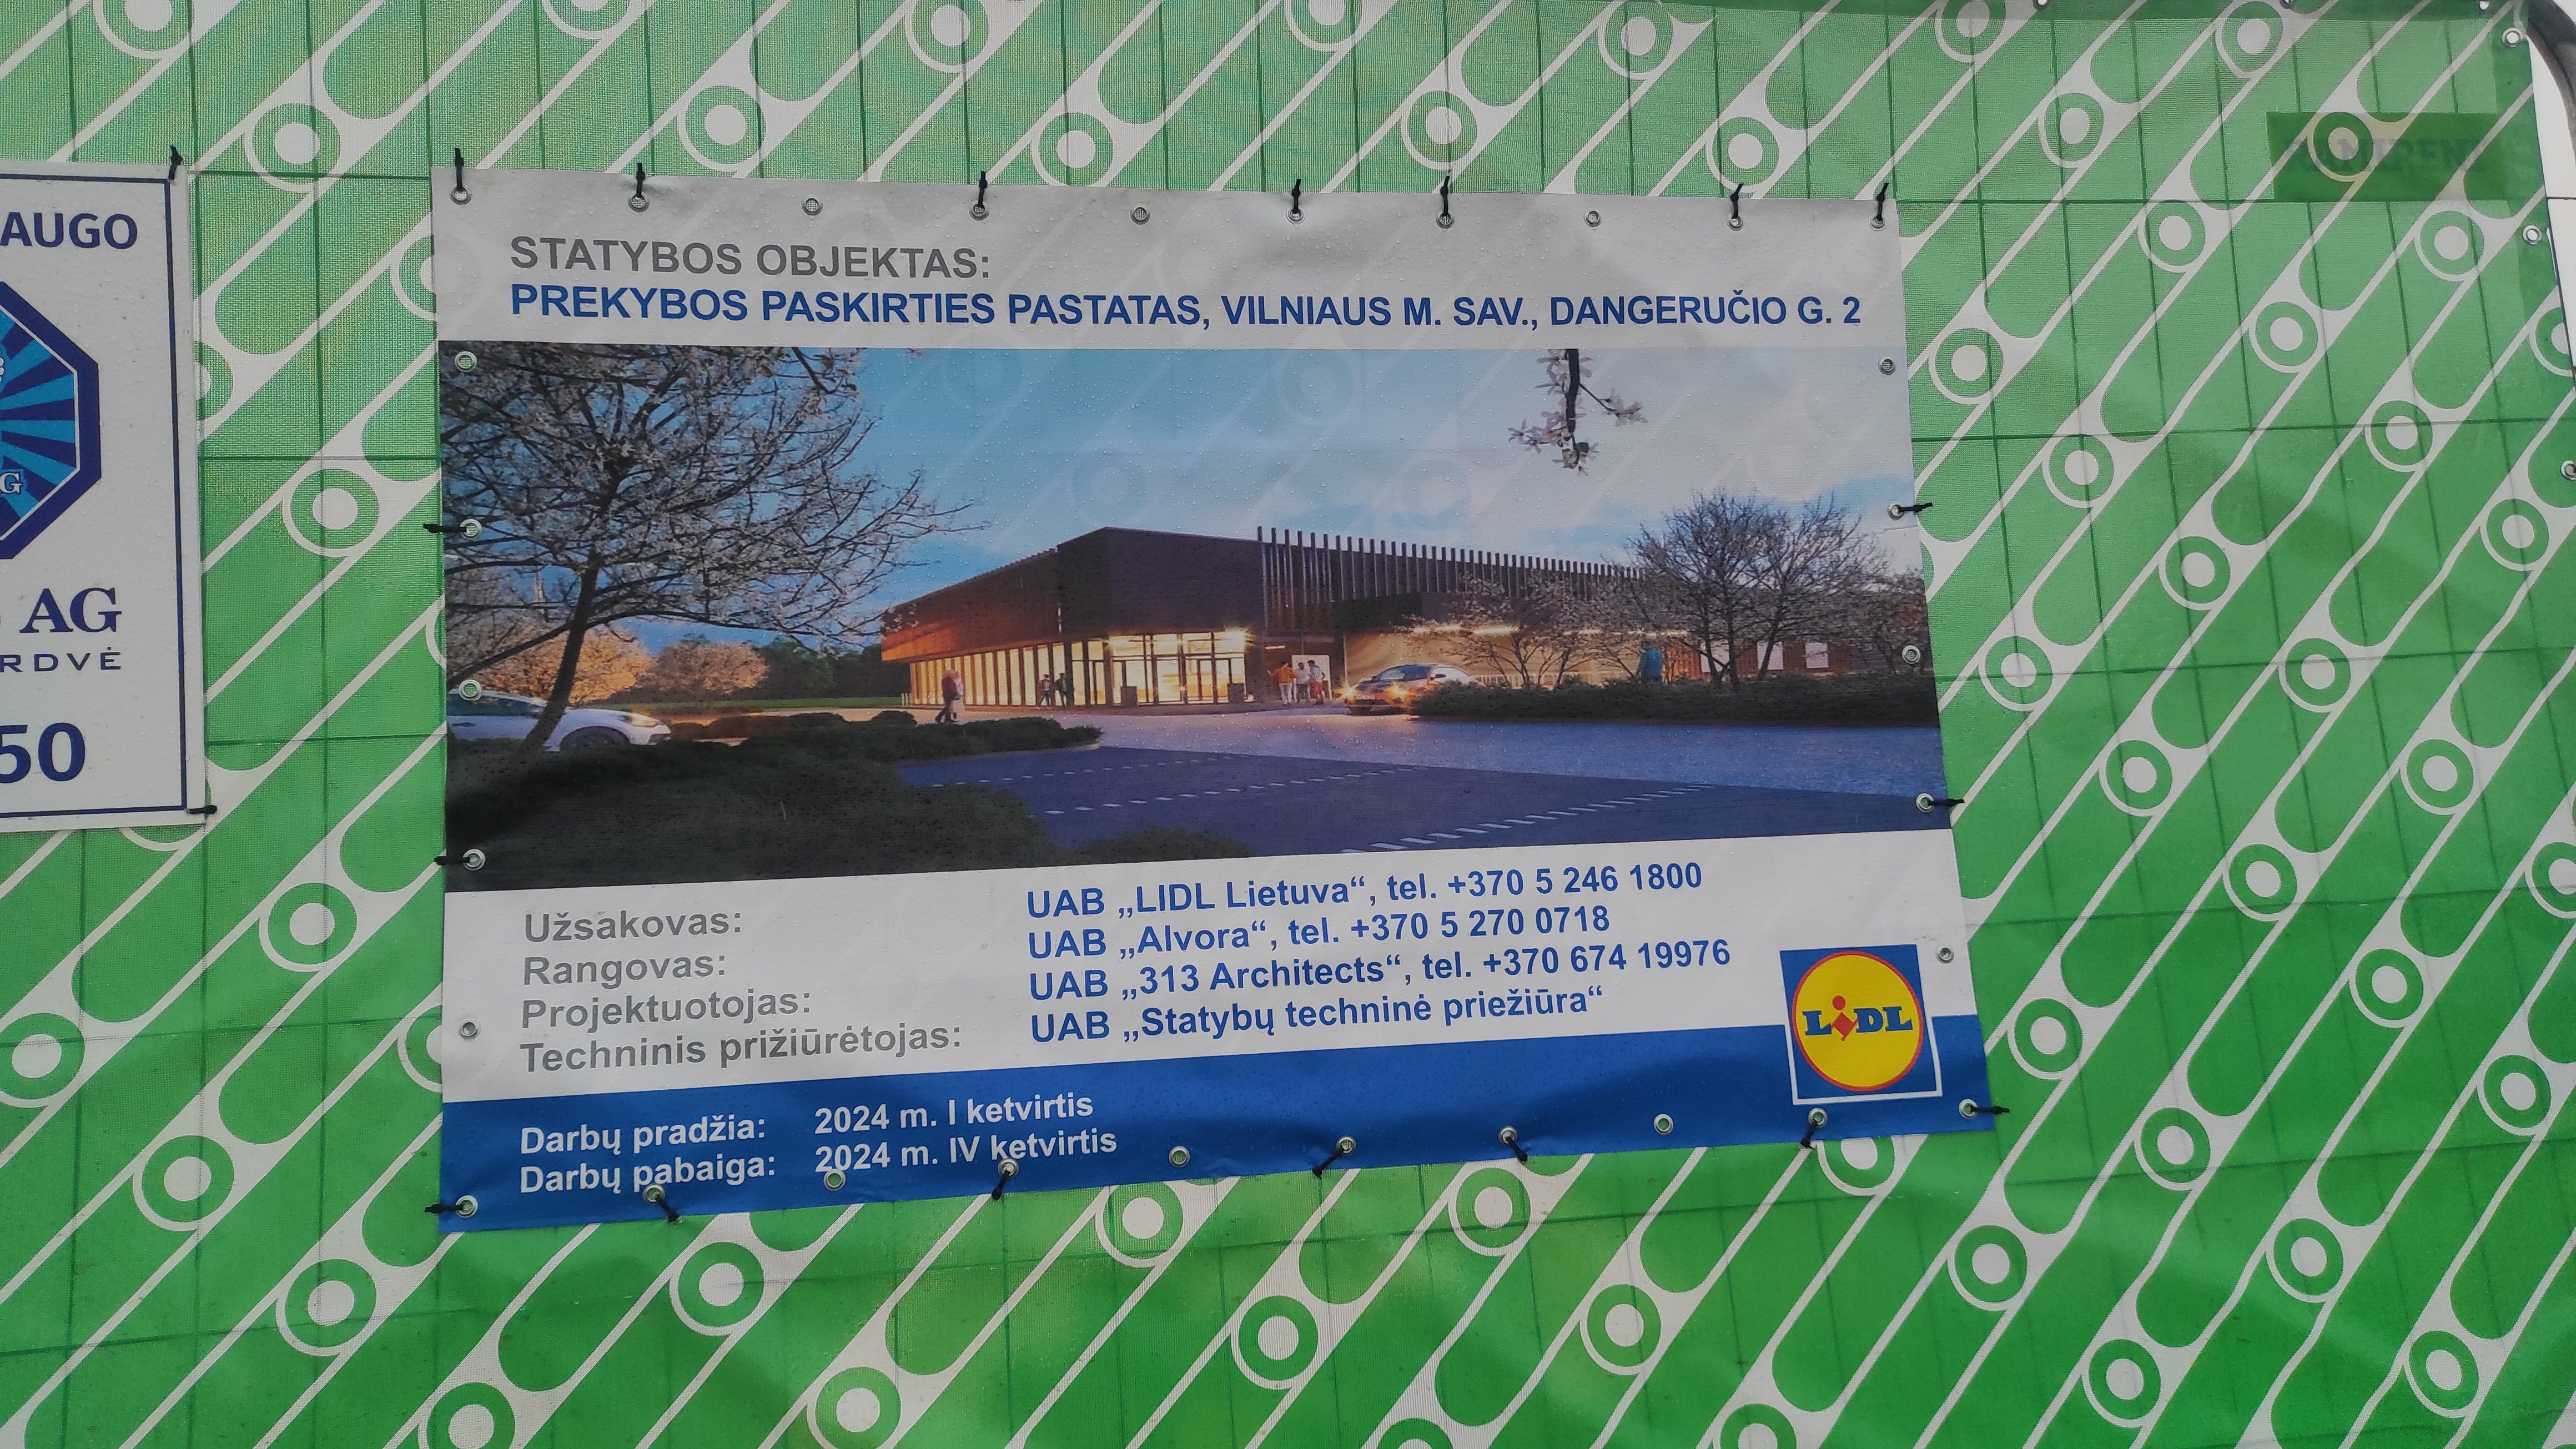 AUGO
G
AG
RDVĖ
50
STATYBOS OBJEKTAS:
PREKYBOS PASKIRTIES PASTATAS, VILNIAUS M. SAV., DANGERUČIO G. 2
Užsakovas: UAB „LIDL Lietuva“, tel. +370 5 246 1800
Rangovas: UAB „Alvora“, tel. +370 5 270 0718
Projektuotojas: UAB „313 Architects“, tel. +370 674 19976
Techninis prižiūrėtojas: UAB „Statybų techninė priežiūra“
LIDL
Darbų pradžia: 2024 m. I ketvirtis
Darbų pabaiga: 2024 m. IV ketvirtis